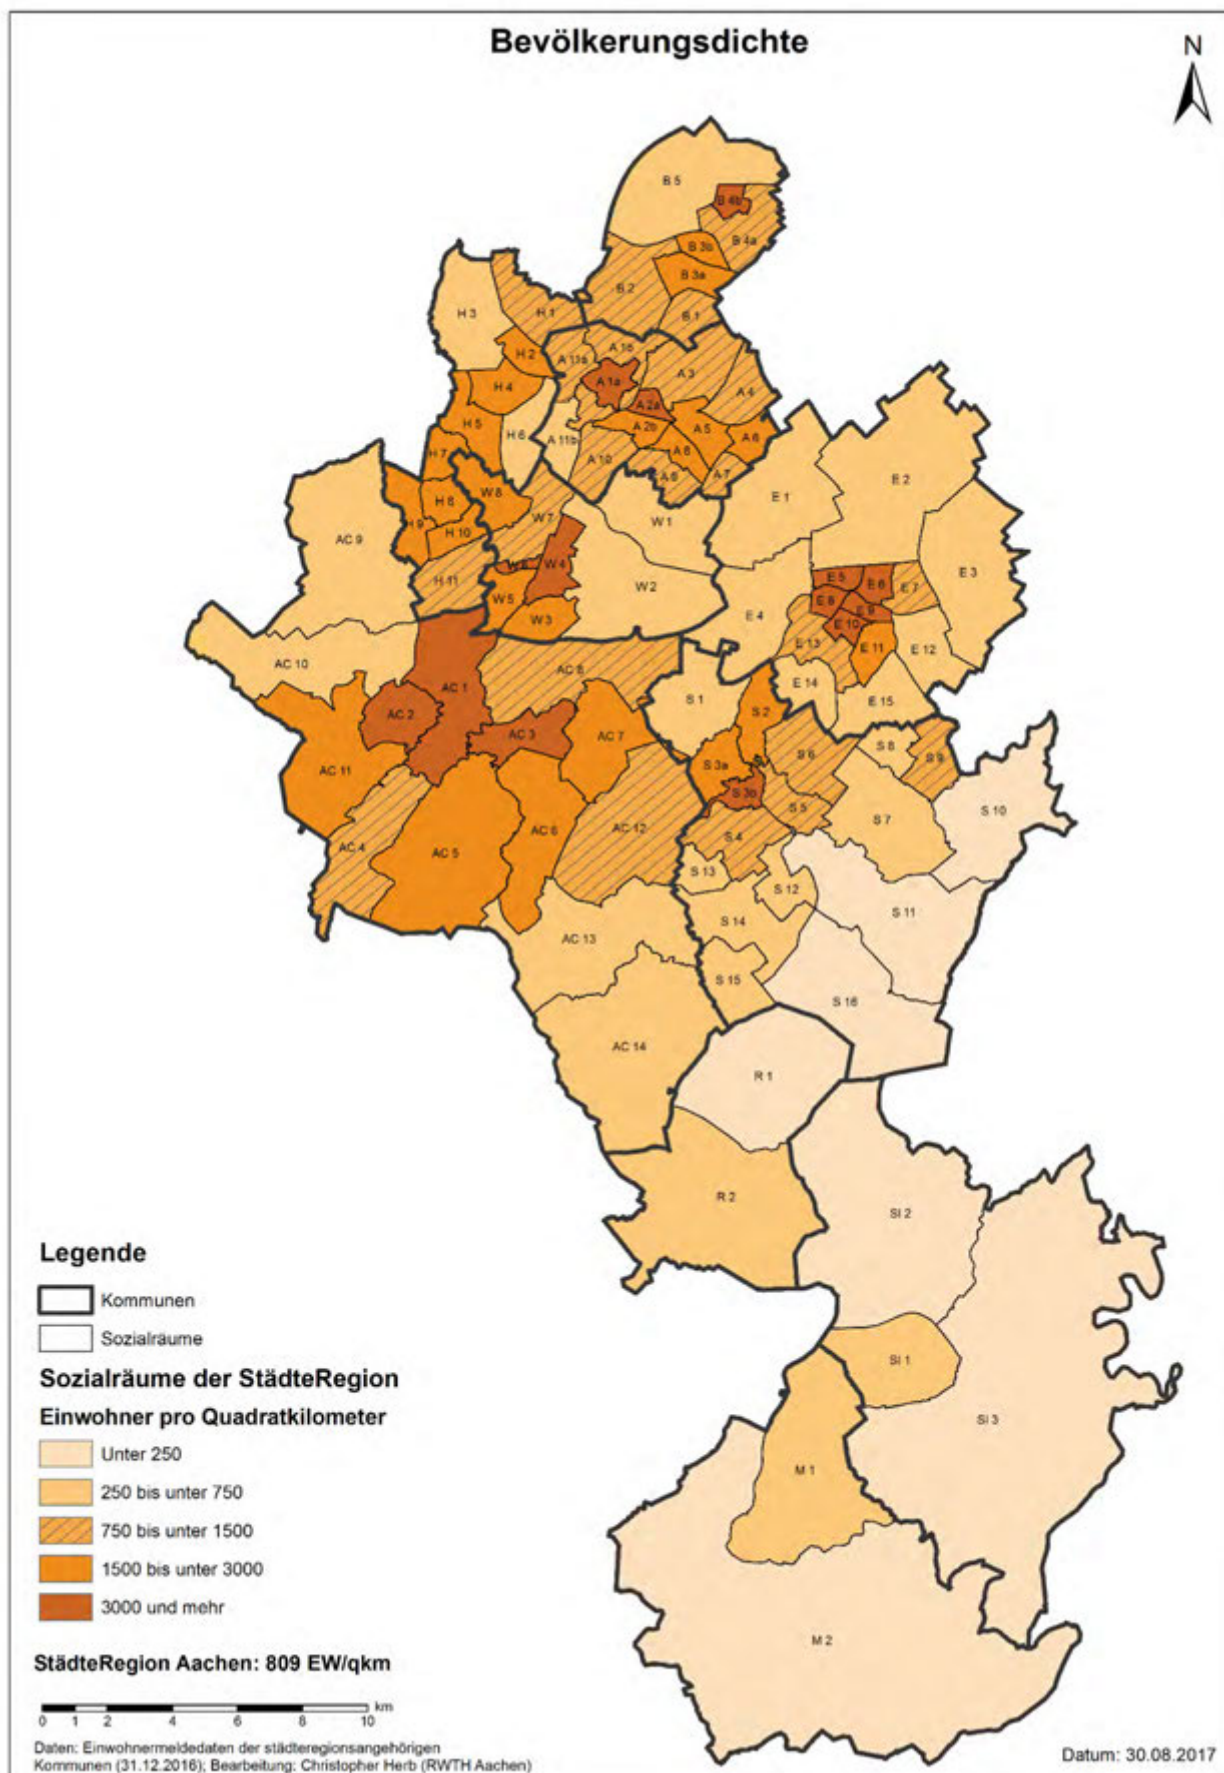 Bevölkerungsdichte
N
B 5
B 4b
B 4a
B 3b
B 3a
B 2
B 1
H 3
H 1
H 2
H 4
H 5
H 6
H 7
H 8
H 9
H 10
H 11
A 11a
A 1b
A 1a
A 3
A 4
A 2a
A 2b
A 5
A 6
A 8
A 7
A 10
A 11b
W 8
W 7
W 1
W 4
W 2
W 5
W 3
E 1
E 2
E 3
E 4
E 5
E 6
E 7
E 8
E 9
E 10
E 11
E 12
E 13
E 14
E 15
AC 9
AC 10
AC 1
AC 8
AC 2
AC 3
AC 7
AC 11
AC 4
AC 5
AC 6
AC 12
AC 13
AC 14
S 1
S 2
S 3a
S 3b
S 6
S 5
S 4
S 8
S 9
S 7
S 10
S 13
S 12
S 11
S 14
S 15
S 16
R 1
R 2
SI 2
SI 1
SI 3
M 1
M 2
Legende
Kommunen
Sozialräume
Sozialräume der StädteRegion
Einwohner pro Quadratkilometer
Unter 250
250 bis unter 750
750 bis unter 1500
1500 bis unter 3000
3000 und mehr
StädteRegion Aachen: 809 EW/qkm
km
0 1 2 4 6 8 10
Daten: Einwohnermeldedaten der städteregionsangehörigen
Kommunen (31.12.2016); Bearbeitung: Christopher Herb (RWTH Aachen)
Datum: 30.08.2017